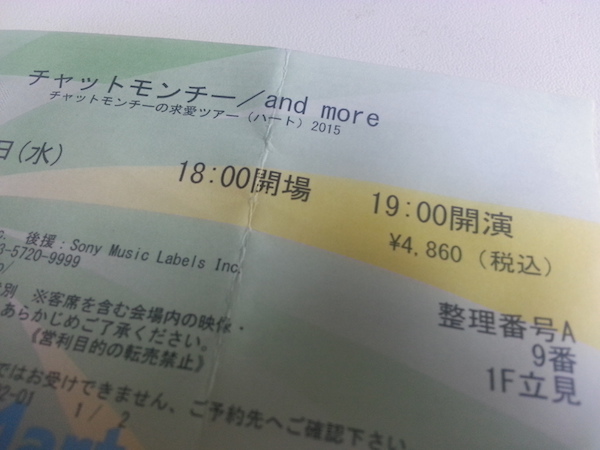 チャットモンチー／and more
チャットモンチーの求愛ツアー（ハート）2015
日(水)
18:00開場 19:00開演
¥4,860（税込）
後援：Sony Music Labels Inc.
3-5720-9999
整理番号A
9番
1F立見
別 ※客席を含む会場内の映像・
あらかじめご了承ください。
《営利目的の転売禁止》
ではお受けできません、ご予約先へご確認下さい
2-01 1/ 2
Mart